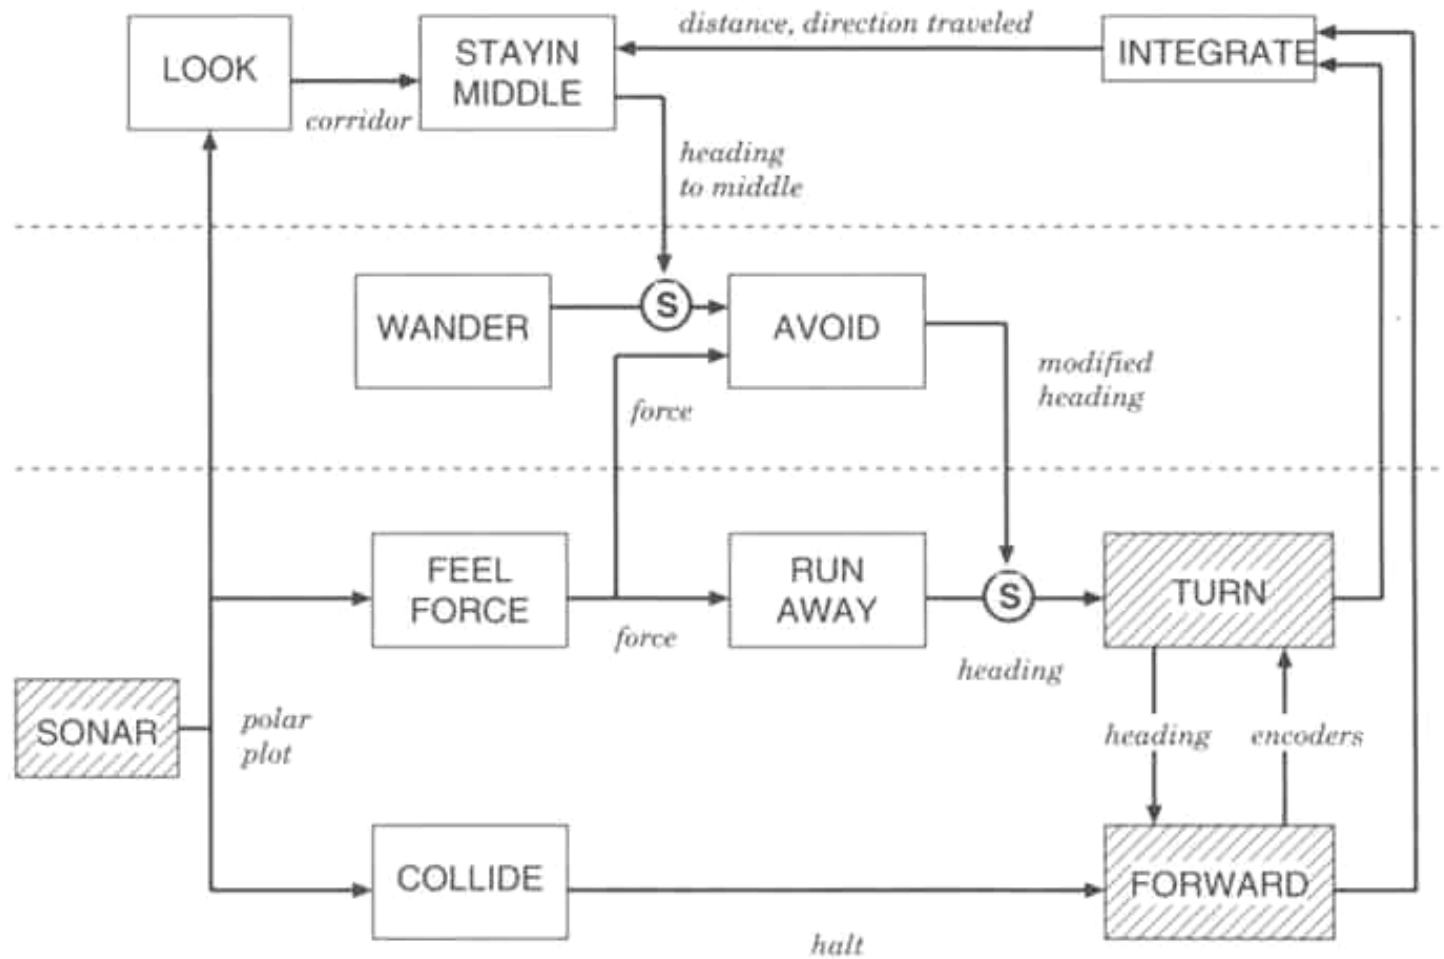 distance, direction traveled
LOOK
STAYIN
MIDDLE
INTEGRATE
corridor
heading
to middle
WANDER
S
AVOID
modified
heading
force
FEEL
FORCE
RUN
AWAY
S
TURN
force
heading
SONAR
polar
plot
heading
encoders
COLLIDE
FORWARD
halt